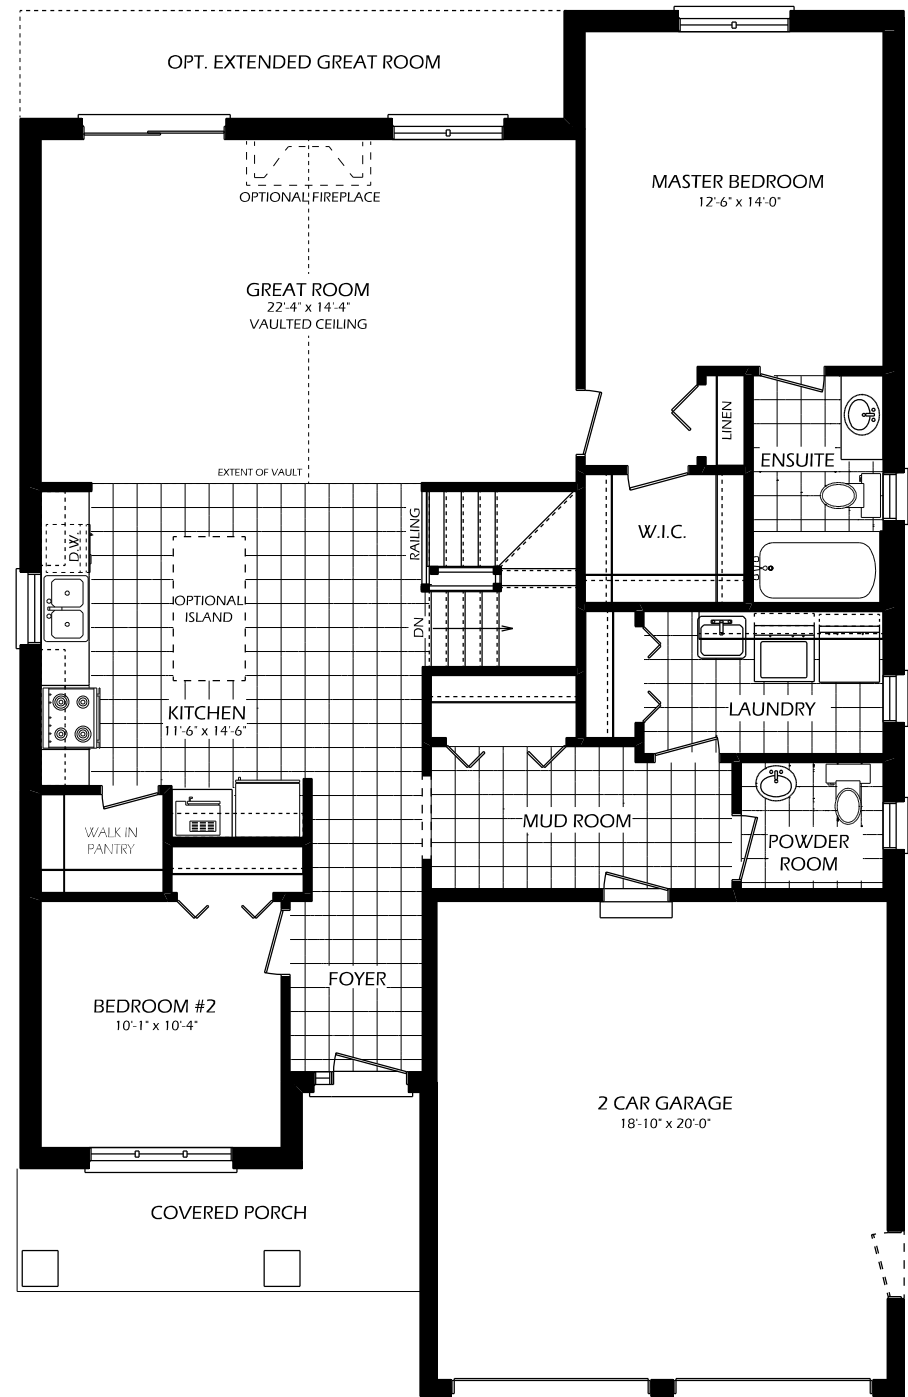 OPT. EXTENDED GREAT ROOM
MASTER BEDROOM
12'-6" x 14'-0"
OPTIONAL FIREPLACE
GREAT ROOM
22'-4" x 14'-4"
VAULTED CEILING
LINEN
ENSUITE
EXTENT OF VAULT
RAILING
W.I.C.
D.W.
OPTIONAL
ISLAND
DN
KITCHEN
11'-6" x 14'-6"
LAUNDRY
MUD ROOM
WALK IN
PANTRY
POWDER
ROOM
FOYER
BEDROOM #2
10'-1" x 10'-4"
2 CAR GARAGE
18'-10" x 20'-0"
COVERED PORCH